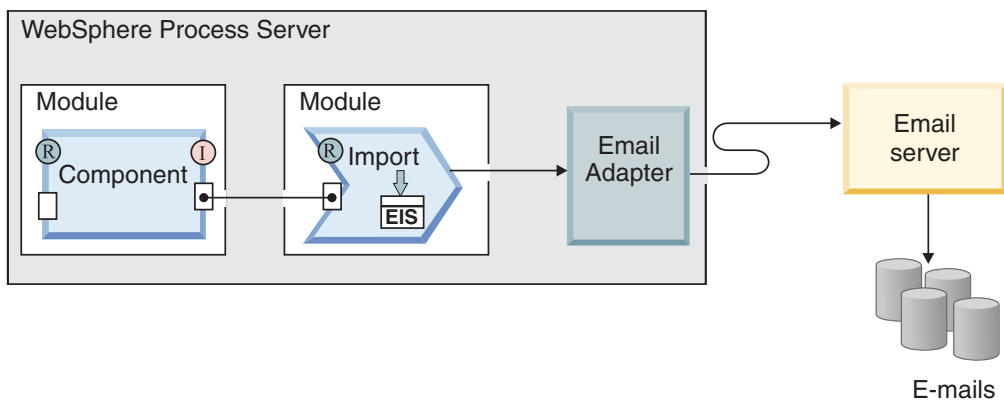 WebSphere Process Server
Module
R
I
Component
Module
R
Import
EIS
Email
Adapter
Email
server
E-mails